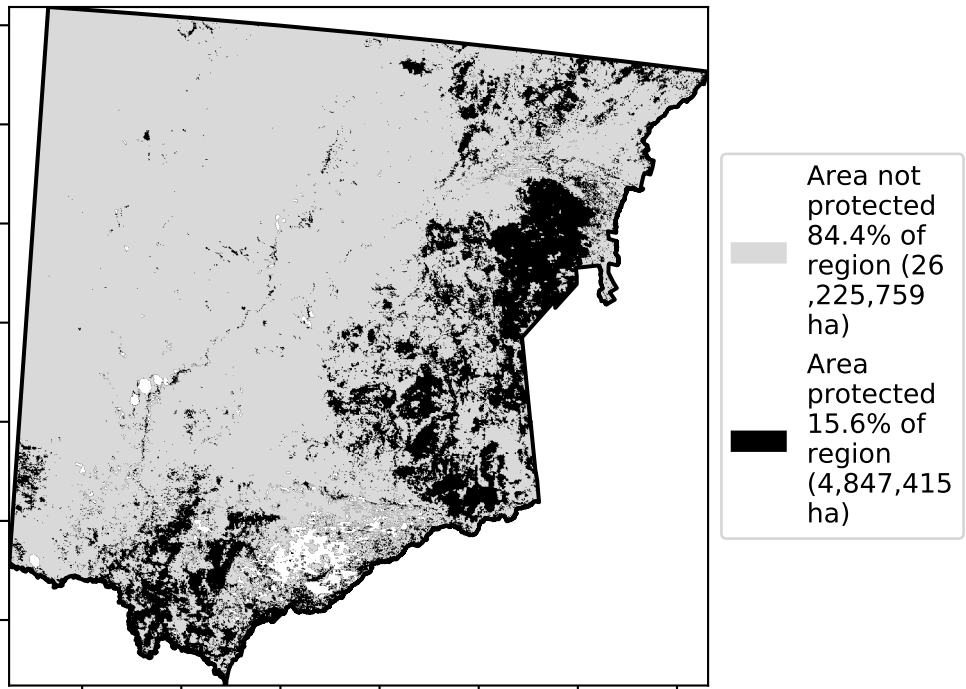 Area not
protected
84.4% of
region (26
,225,759
ha)
Area
protected
15.6% of
region
(4,847,415
ha)